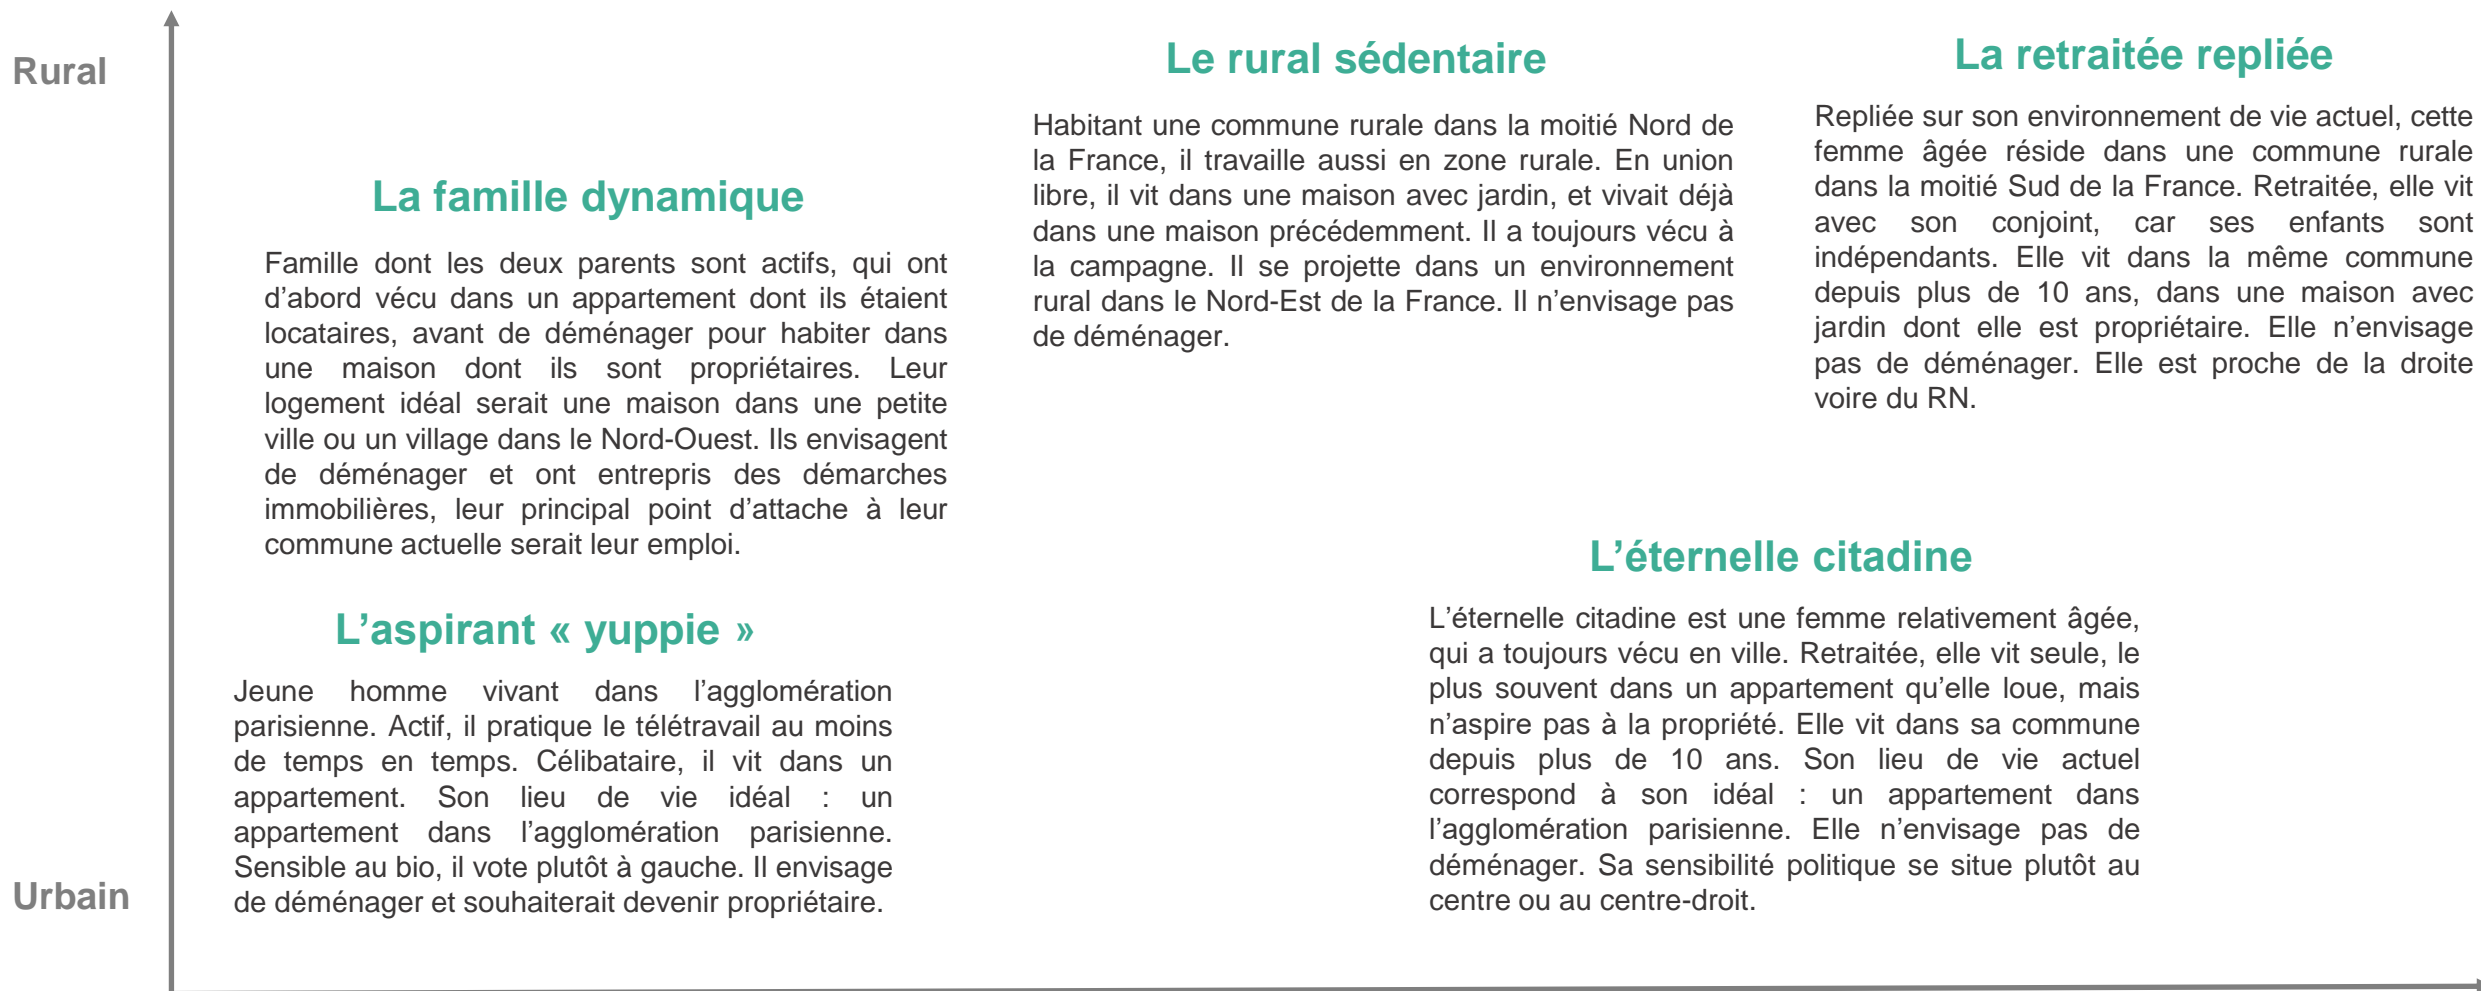 Rural
Urbain
La famille dynamique
Famille dont les deux parents sont actifs, qui ont
d'abord vécu dans un appartement dont ils étaient
locataires, avant de déménager pour habiter dans
une maison dont ils sont propriétaires. Leur
logement idéal serait une maison dans une petite
ville ou un village dans le Nord-Ouest. Ils envisagent
de déménager et ont entrepris des démarches
immobilières, leur principal point d'attache à leur
commune actuelle serait leur emploi.
L'aspirant « yuppie »
Jeune homme vivant dans l'agglomération
parisienne. Actif, il pratique le télétravail au moins
de temps en temps. Célibataire, il vit dans un
appartement. Son lieu de vie idéal : un
appartement dans l'agglomération parisienne.
Sensible au bio, il vote plutôt à gauche. Il envisage
de déménager et souhaiterait devenir propriétaire.
Le rural sédentaire
Habitant une commune rurale dans la moitié Nord de
la France, il travaille aussi en zone rurale. En union
libre, il vit dans une maison avec jardin, et vivait déjà
dans une maison précédemment. Il a toujours vécu à
la campagne. Il se projette dans un environnement
rural dans le Nord-Est de la France. Il n'envisage pas
de déménager.
La retraitée repliée
Repliée sur son environnement de vie actuel, cette
femme âgée réside dans une commune rurale
dans la moitié Sud de la France. Retraitée, elle vit
avec son conjoint, car ses enfants sont
indépendants. Elle vit dans la même commune
depuis plus de 10 ans, dans une maison avec
jardin dont elle est propriétaire. Elle n'envisage
pas de déménager. Elle est proche de la droite
voire du RN.
L'éternelle citadine
L'éternelle citadine est une femme relativement âgée,
qui a toujours vécu en ville. Retraitée, elle vit seule, le
plus souvent dans un appartement qu'elle loue, mais
n'aspire pas à la propriété. Elle vit dans sa commune
depuis plus de 10 ans. Son lieu de vie actuel
correspond à son idéal : un appartement dans
l'agglomération parisienne. Elle n'envisage pas de
déménager. Sa sensibilité politique se situe plutôt au
centre ou au centre-droit.